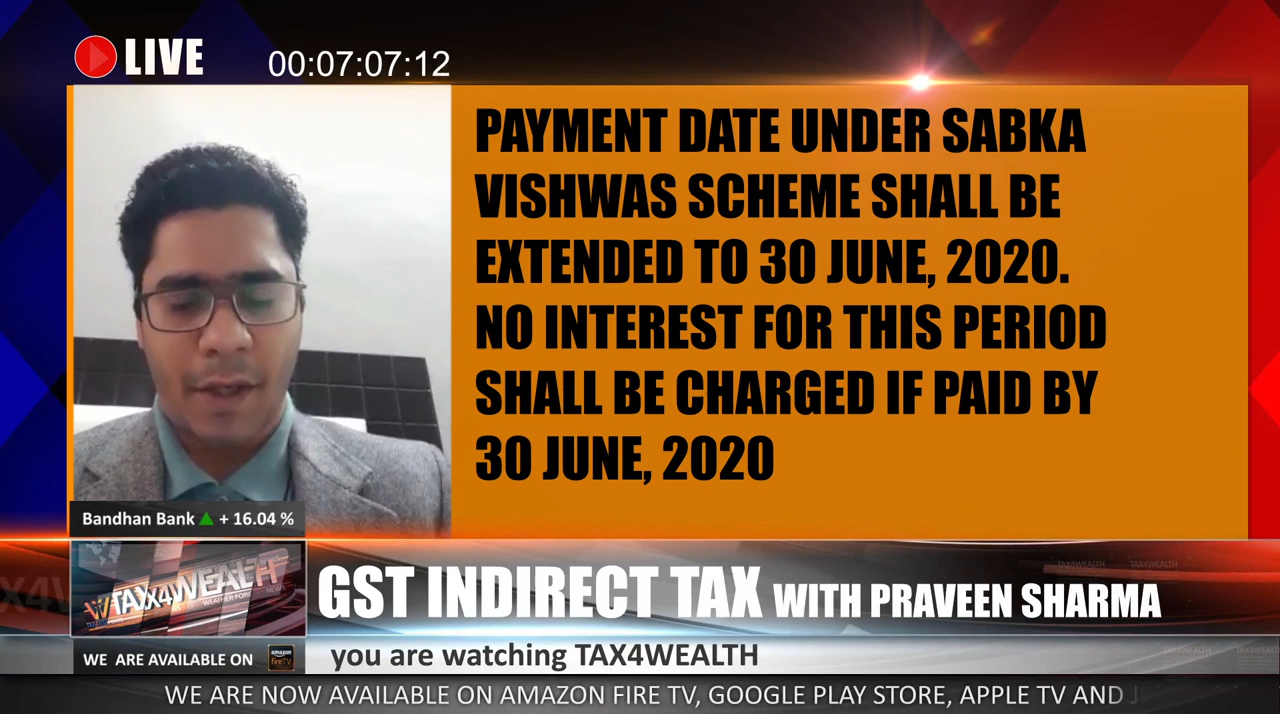 LIVE
00:07:07:12
PAYMENT DATE UNDER SABKA
VISHWAS SCHEME SHALL BE
EXTENDED TO 30 JUNE, 2020.
NO INTEREST FOR THIS PERIOD
SHALL BE CHARGED IF PAID BY
30 JUNE, 2020
Bandhan Bank ▲ + 16.04 %
TAX4WEALTH
GST INDIRECT TAX WITH PRAVEEN SHARMA
TAX4WEALTH TAX4WEALTH
WE ARE AVAILABLE ON
amazon
fireTV
you are watching TAX4WEALTH
WE ARE NOW AVAILABLE ON AMAZON FIRE TV, GOOGLE PLAY STORE, APPLE TV AND